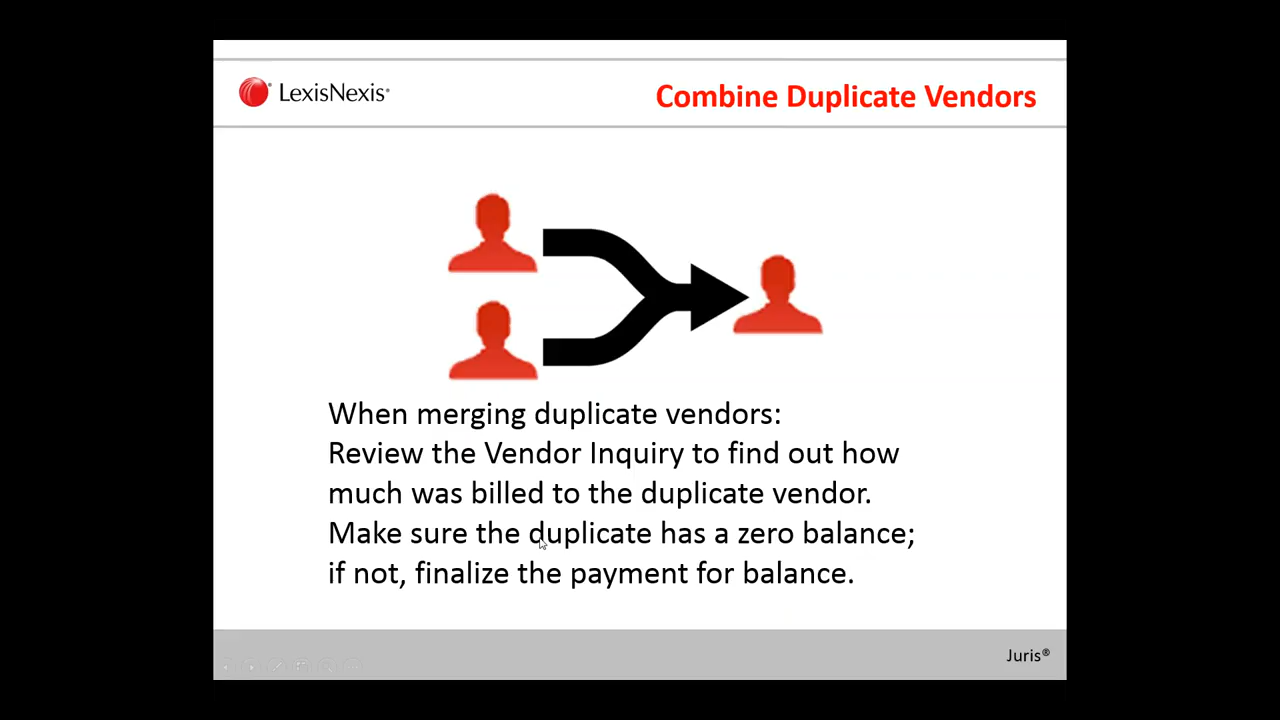 LexisNexis®
Combine Duplicate Vendors
When merging duplicate vendors:
Review the Vendor Inquiry to find out how
much was billed to the duplicate vendor.
Make sure the duplicate has a zero balance;
if not, finalize the payment for balance.
Juris®